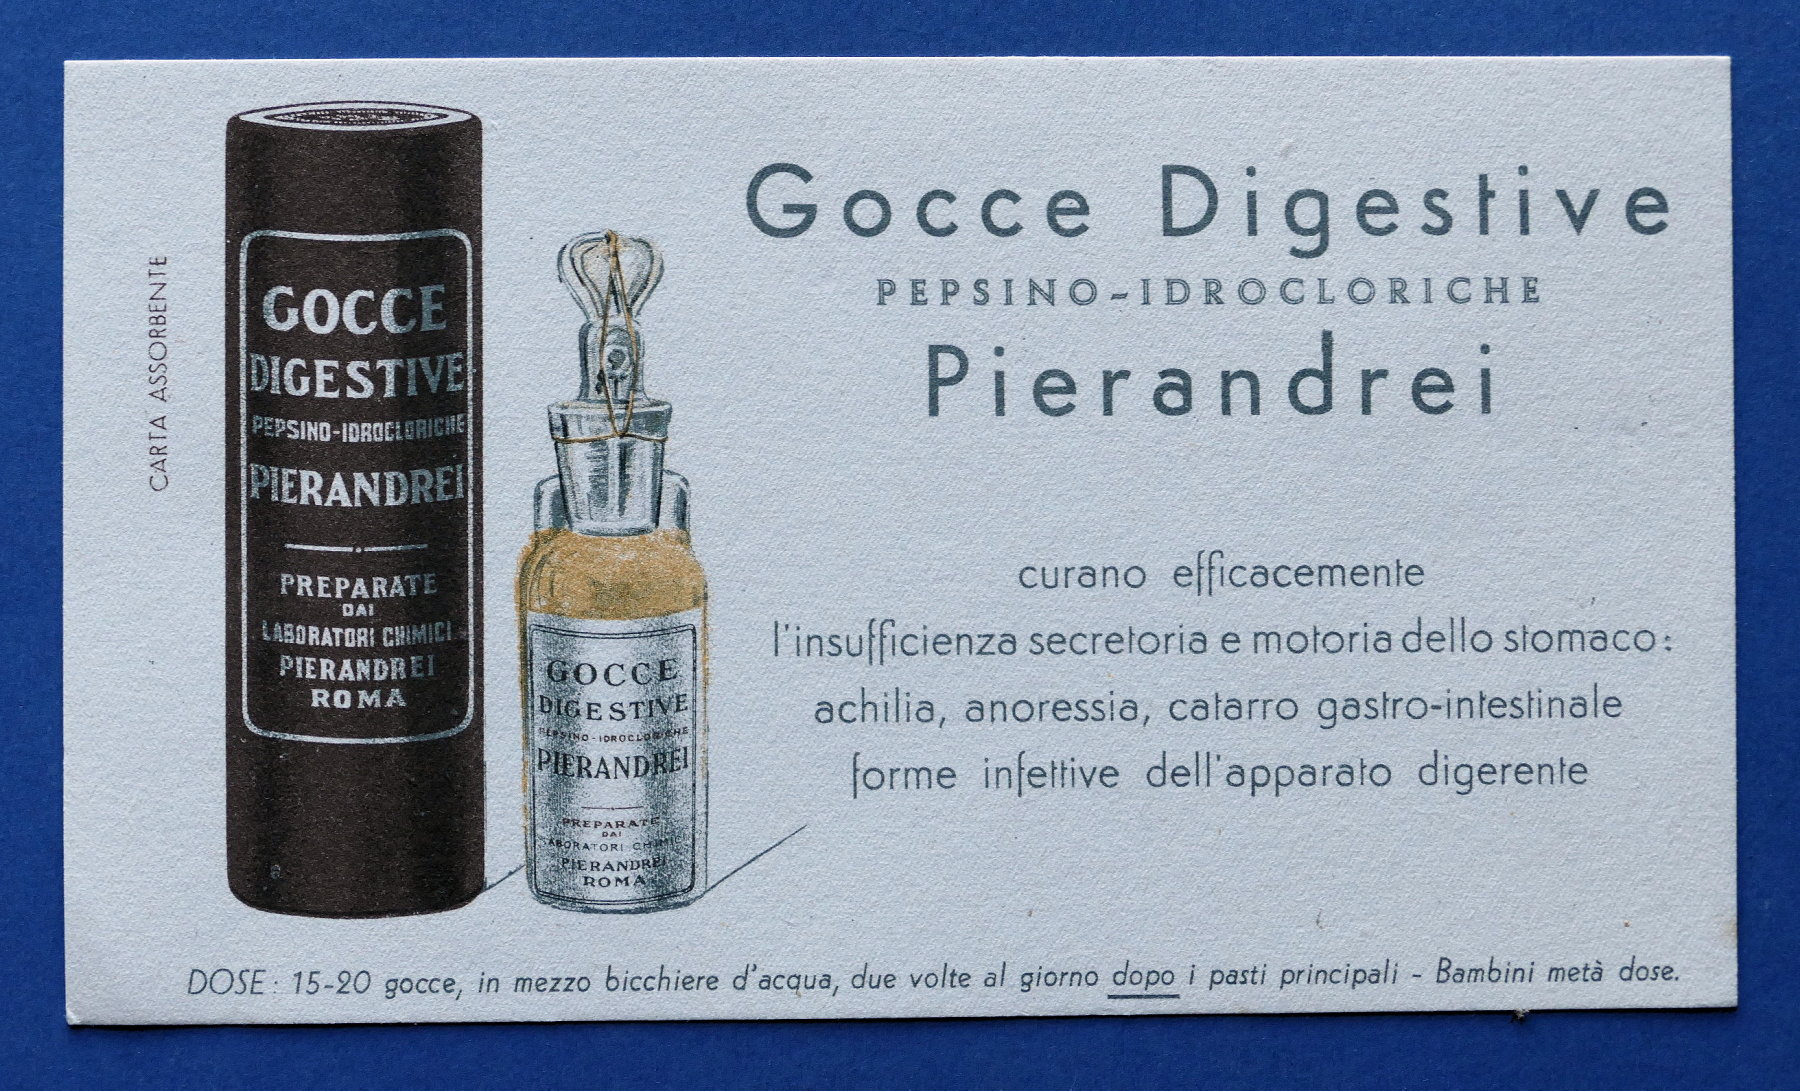 CARTA ASSORBENTE
GOCCE
DIGESTIVE
PEPSINO-IDROCLORICHE
PIERANDREI
PREPARATE
DAI
LABORATORI CHIMICI
PIERANDREI
ROMA
GOCCE
DIGESTIVE
PEPSINO-IDROCLORICHE
PIERANDREI
PREPARATE
DAI
LABORATORI CHIMICI
PIERANDREI
ROMA
Gocce Digestive
PEPSINO-IDROCLORICHE
Pierandrei
curano efficacemente
l'insufficienza secretoria e motoria dello stomaco:
achilia, anoressia, catarro gastro-intestinale
forme infettive dell'apparato digerente
DOSE: 15-20 gocce, in mezzo bicchiere d'acqua, due volte al giorno dopo i pasti principali - Bambini metà dose.